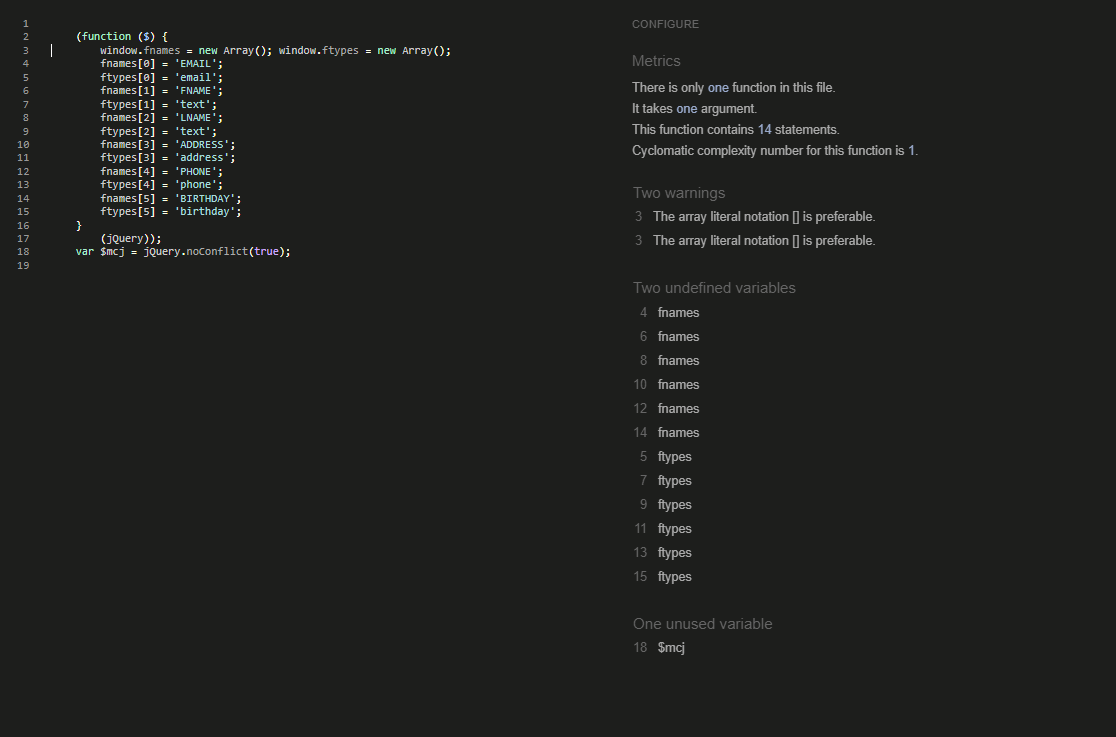 1
2 (function ($) {
3 window.fnames = new Array(); window.ftypes = new Array();
4 fnames[0] = 'EMAIL';
5 ftypes[0] = 'email';
6 fnames[1] = 'FNAME';
7 ftypes[1] = 'text';
8 fnames[2] = 'LNAME';
9 ftypes[2] = 'text';
10 fnames[3] = 'ADDRESS';
11 ftypes[3] = 'address';
12 fnames[4] = 'PHONE';
13 ftypes[4] = 'phone';
14 fnames[5] = 'BIRTHDAY';
15 ftypes[5] = 'birthday';
16 }
17 (jQuery));
18 var $mcj = jQuery.noConflict(true);
19
CONFIGURE
Metrics
There is only one function in this file.
It takes one argument.
This function contains 14 statements.
Cyclomatic complexity number for this function is 1.
Two warnings
3 The array literal notation [] is preferable.
3 The array literal notation [] is preferable.
Two undefined variables
4 fnames
6 fnames
8 fnames
10 fnames
12 fnames
14 fnames
5 ftypes
7 ftypes
9 ftypes
11 ftypes
13 ftypes
15 ftypes
One unused variable
18 $mcj